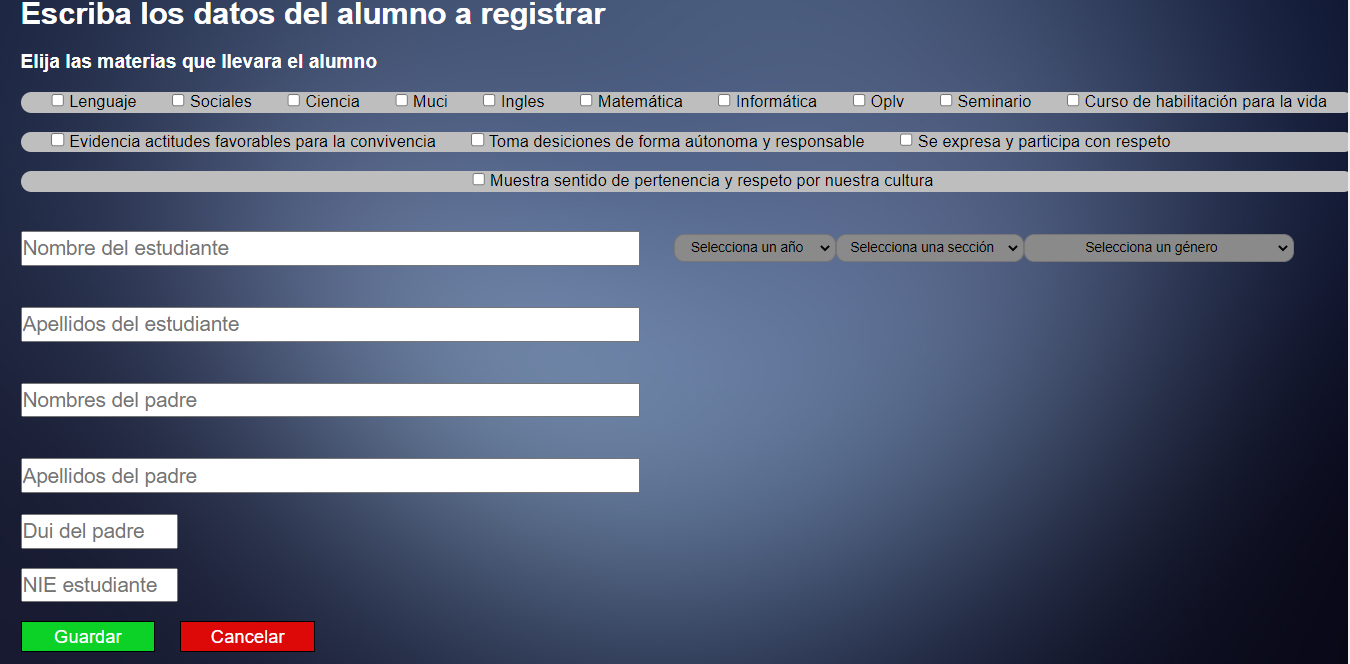 Escriba los datos del alumno a registrar
Elija las materias que llevara el alumno
Lenguaje Sociales Ciencia Muci Ingles Matemática Informática Oplv Seminario Curso de habilitación para la vida
Evidencia actitudes favorables para la convivencia Toma desiciones de forma aútonoma y responsable Se expresa y participa con respeto
Muestra sentido de pertenencia y respeto por nuestra cultura
Nombre del estudiante Selecciona un año Selecciona una sección Selecciona un género
Apellidos del estudiante
Nombres del padre
Apellidos del padre
Dui del padre
NIE estudiante
Guardar Cancelar